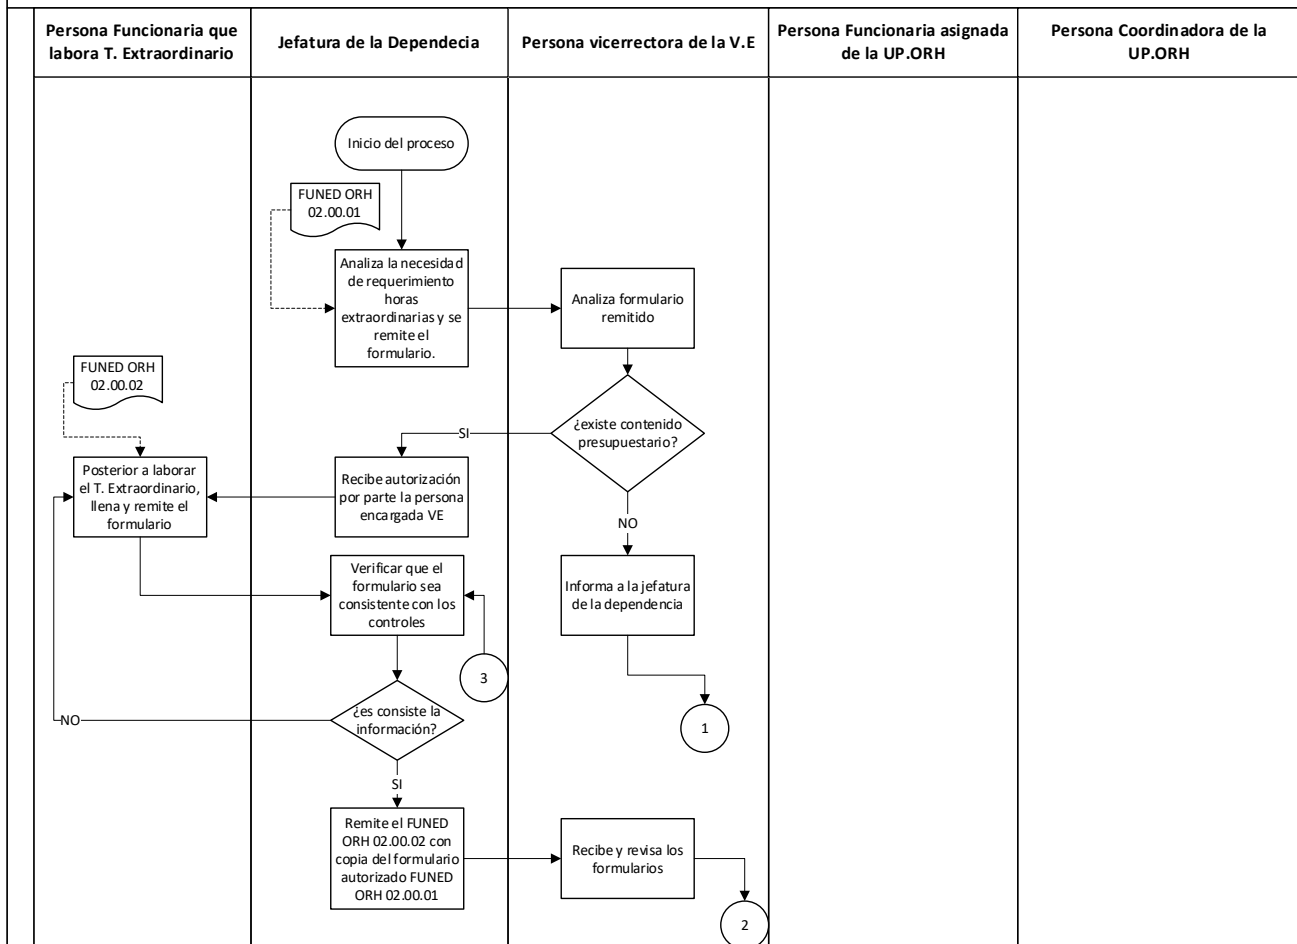 Persona Funcionaria que
labora T. Extraordinario
Jefatura de la Dependecia
Persona vicerrectora de la V.E
Persona Funcionaria asignada
de la UP.ORH
Persona Coordinadora de la
UP.ORH
Inicio del proceso
FUNED ORH
02.00.01
Analiza la necesidad
de requerimiento
horas
extraordinarias y se
remite el
formulario.
Analiza formulario
remitido
FUNED ORH
02.00.02
¿existe contenido
presupuestario?
SI
Posterior a laborar
el T. Extraordinario,
llena y remite el
formulario
Recibe autorización
por parte la persona
encargada VE
NO
Verificar que el
formulario sea
consistente con los
controles
Informa a la jefatura
de la dependencia
3
¿es consiste la
información?
NO
1
SI
Remite el FUNED
ORH 02.00.02 con
copia del formulario
autorizado FUNED
ORH 02.00.01
Recibe y revisa los
formularios
2